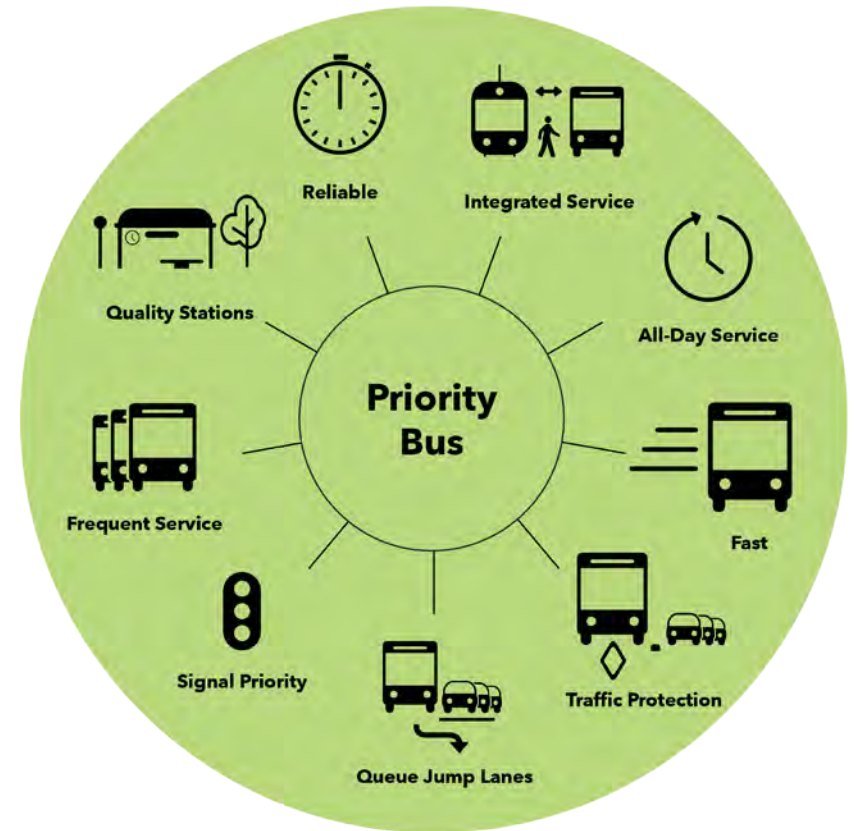 Reliable
Integrated Service
Quality Stations
All-Day Service
Priority
Bus
Frequent Service
Fast
Signal Priority
Traffic Protection
Queue Jump Lanes